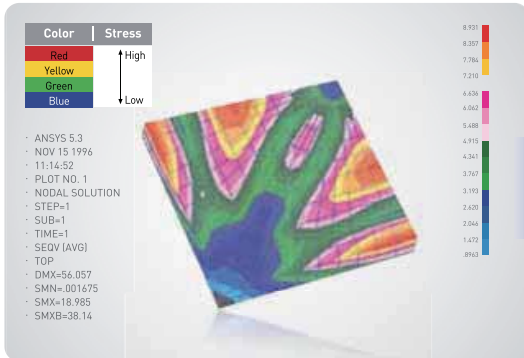 Color | Stress
Red
Yellow
Green
Blue
High
Low
· ANSYS 5.3
· NOV 15 1996
· 11:14:52
· PLOT NO. 1
· NODAL SOLUTION
· STEP=1
· SUB=1
· TIME=1
· SEQV (AVG)
· TOP
· DMX=56.057
· SMN=.001675
· SMX=18.985
· SMXB=38.14
8.931
8.357
7.784
7.210
6.636
6.062
5.488
4.915
4.341
3.767
3.193
2.620
2.046
1.472
.8963